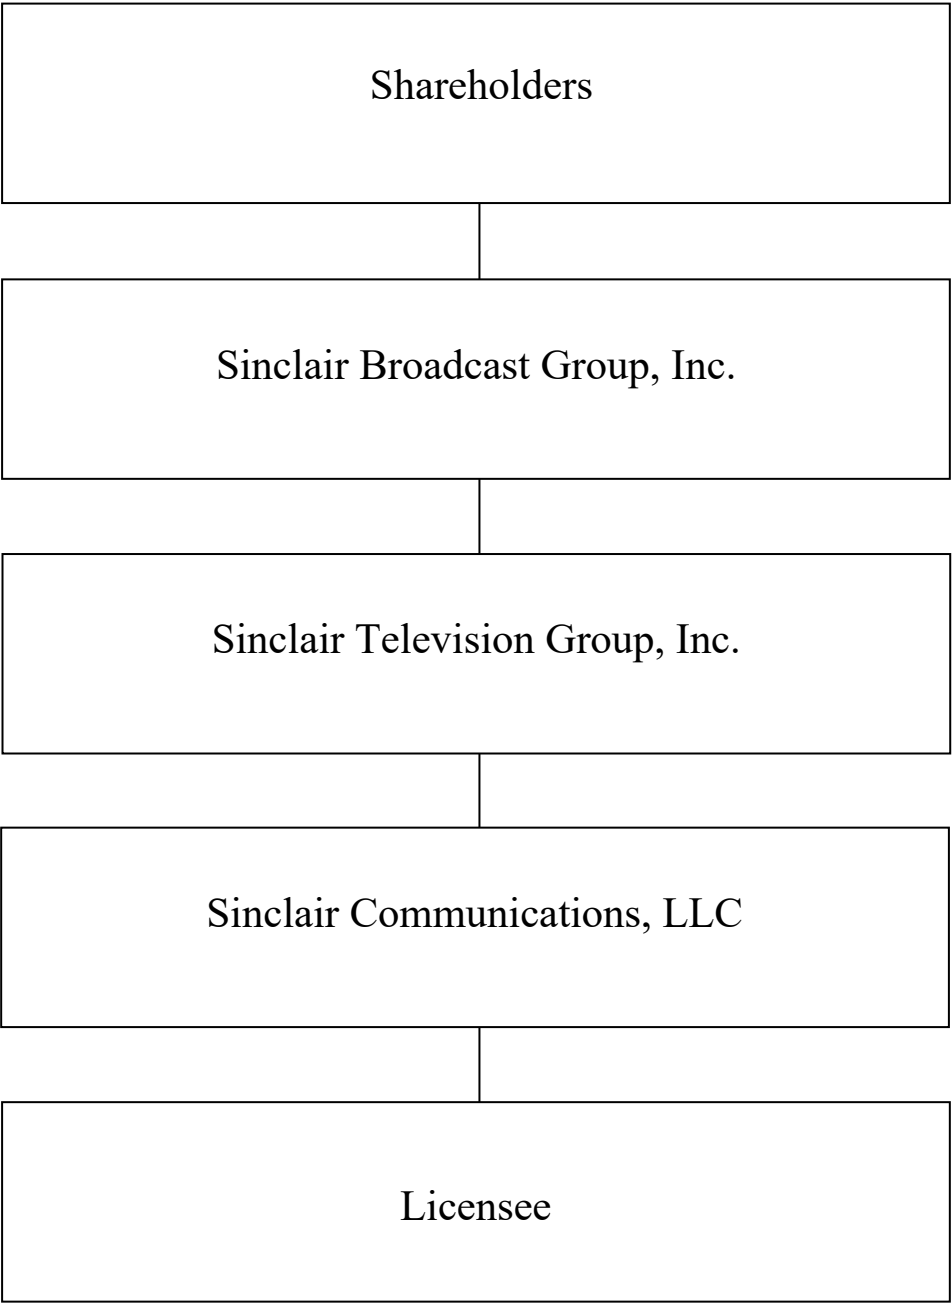 Shareholders
Sinclair Broadcast Group, Inc.
Sinclair Television Group, Inc.
Sinclair Communications, LLC
Licensee